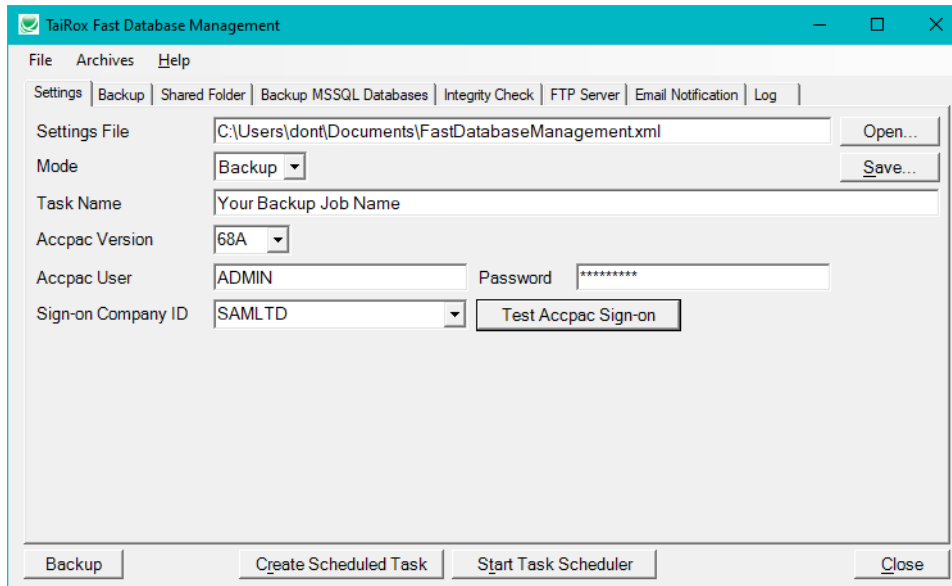 TaiRox Fast Database Management
File Archives Help
Settings Backup Shared Folder Backup MSSQL Databases Integrity Check FTP Server Email Notification Log
Settings File C:\Users\dont\Documents\FastDatabaseManagement.xml Open...
Mode Backup Save...
Task Name Your Backup Job Name
Accpac Version 68A
Accpac User ADMIN Password *********
Sign-on Company ID SAMLTD Test Accpac Sign-on
Backup Create Scheduled Task Start Task Scheduler Close